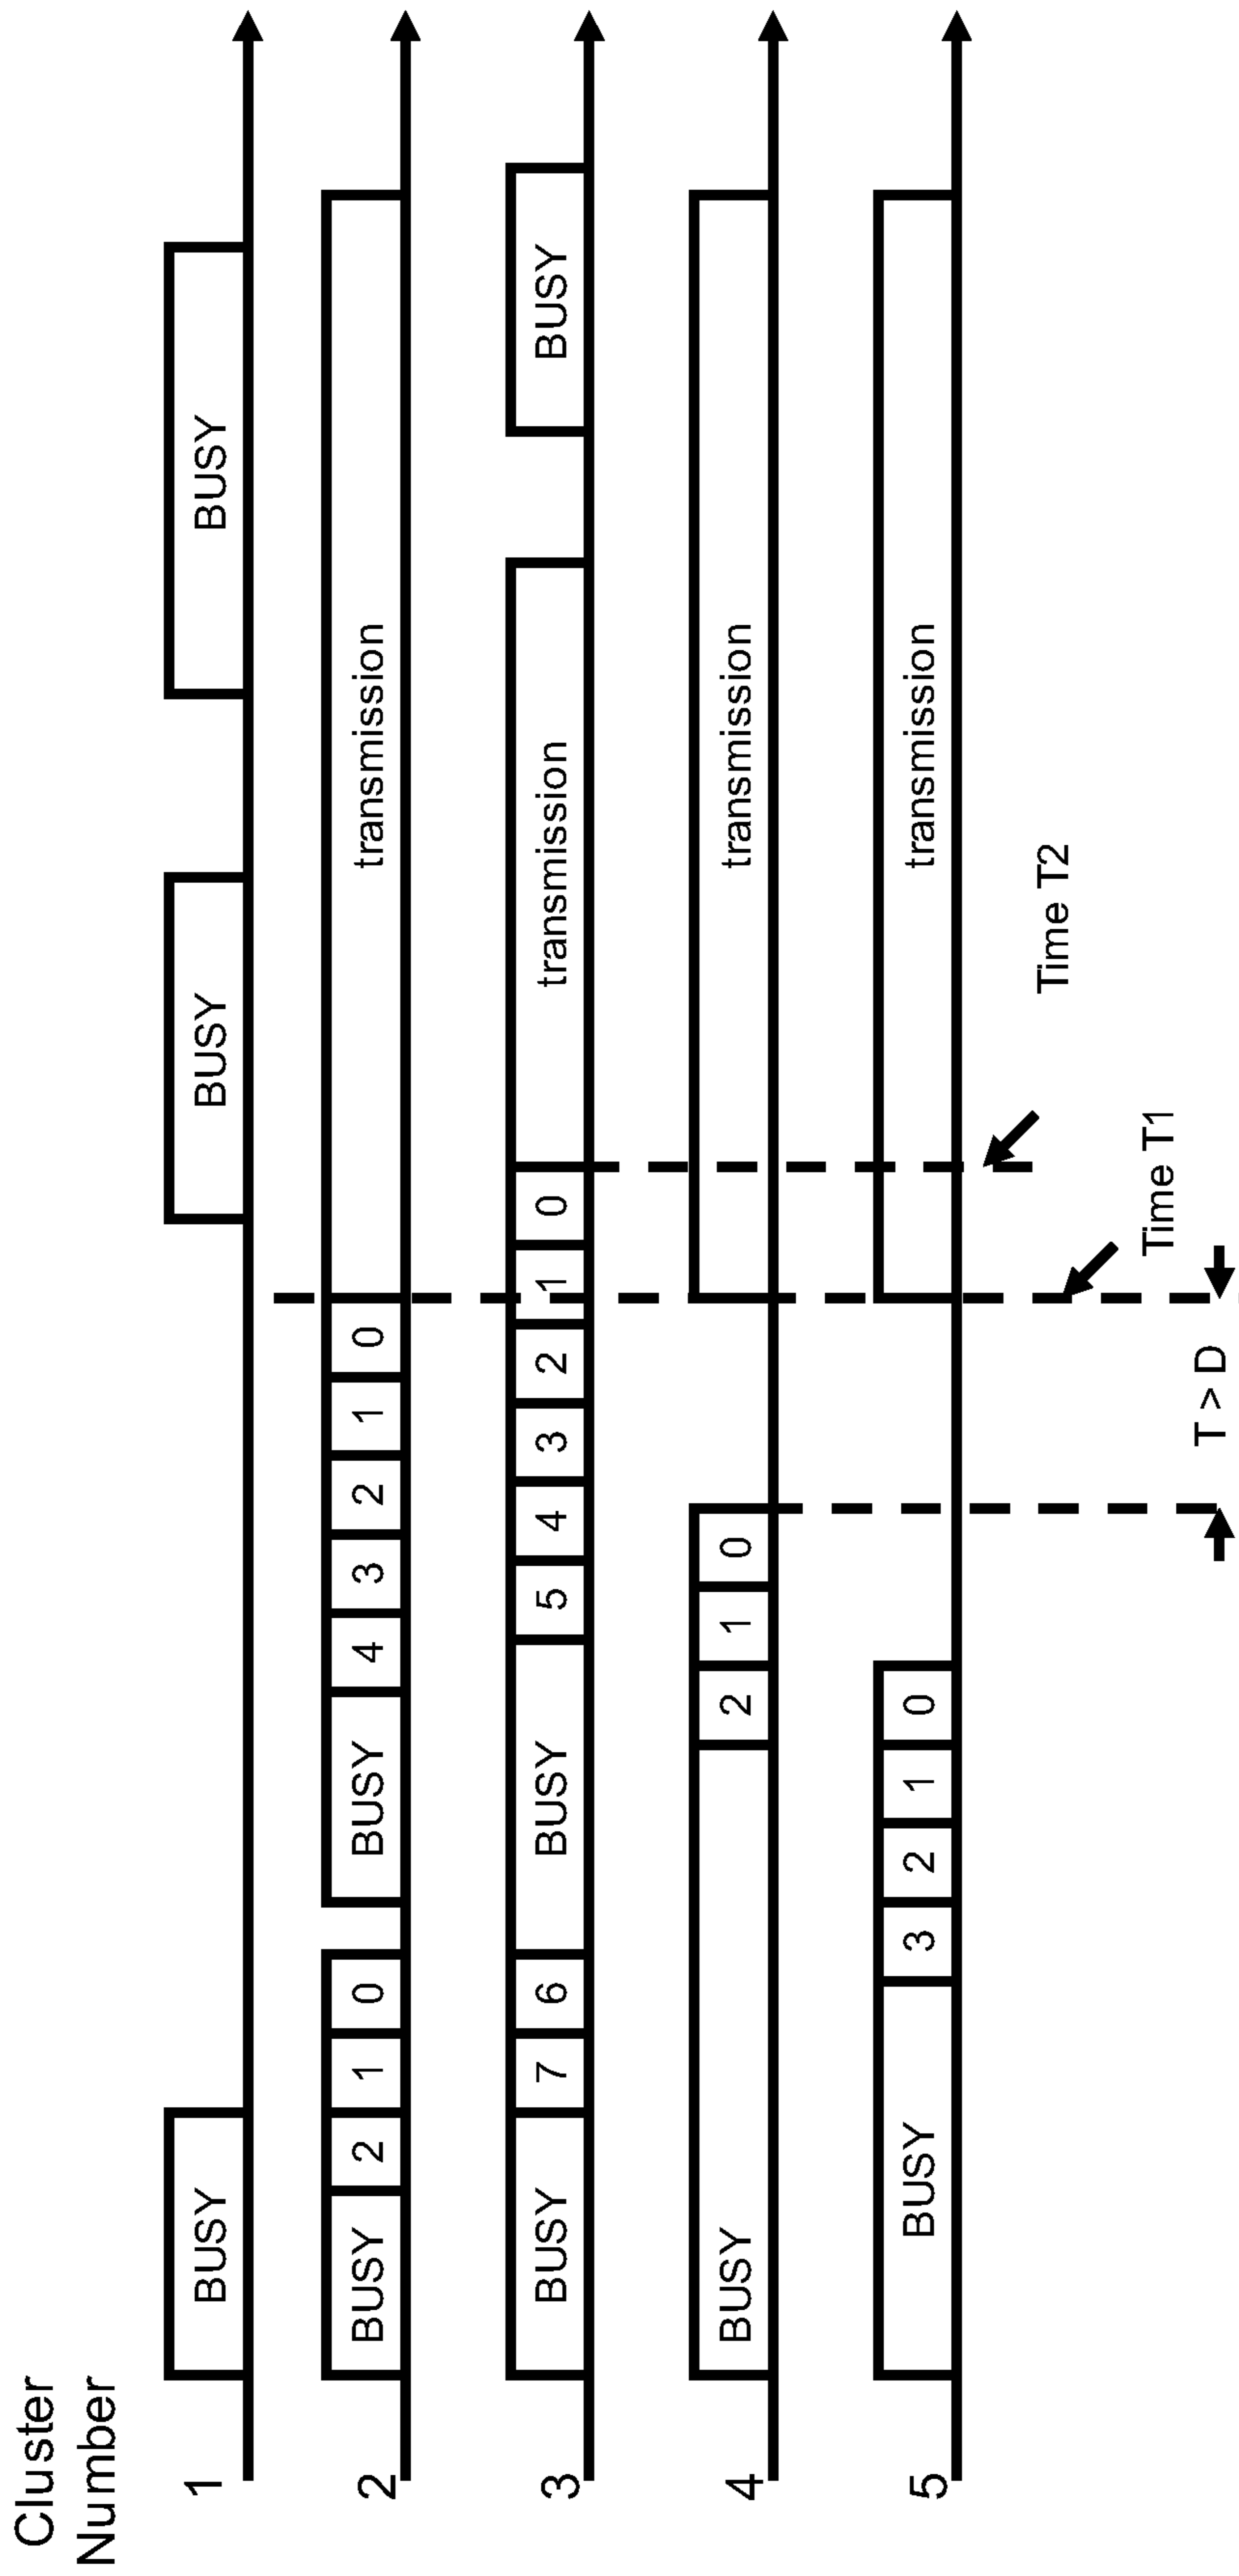 Cluster
Number
1
BUSY
BUSY
BUSY
2
BUSY
2
1
0
BUSY
4
3
2
1
0
transmission
3
BUSY
7
6
BUSY
5
4
3
2
1
0
transmission
BUSY
4
BUSY
2
1
0
transmission
5
BUSY
3
2
1
0
transmission
Time T2
Time T1
T > D